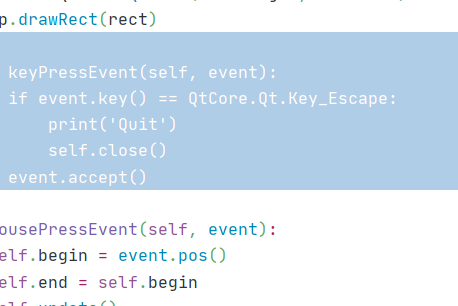 p.drawRect(rect)
keyPressEvent(self, event):
if event.key() == QtCore.Qt.Key_Escape:
print('Quit')
self.close()
event.accept()
ousePressEvent(self, event):
elf.begin = event.pos()
elf.end = self.begin